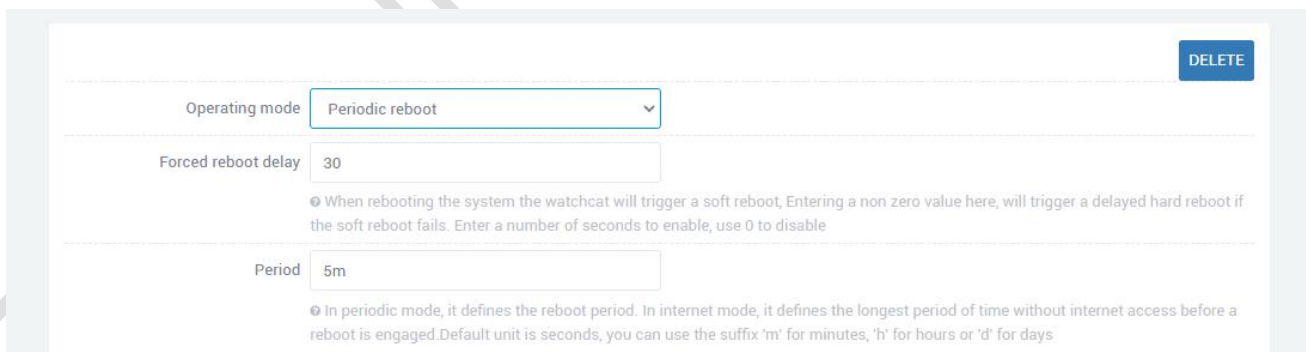 DELETE
Operating mode Periodic reboot
Forced reboot delay 30
When rebooting the system the watchcat will trigger a soft reboot, Entering a non zero value here, will trigger a delayed hard reboot if
the soft reboot fails. Enter a number of seconds to enable, use 0 to disable
Period 5m
In periodic mode, it defines the reboot period. In internet mode, it defines the longest period of time without internet access before a
reboot is engaged.Default unit is seconds, you can use the suffix 'm' for minutes, 'h' for hours or 'd' for days